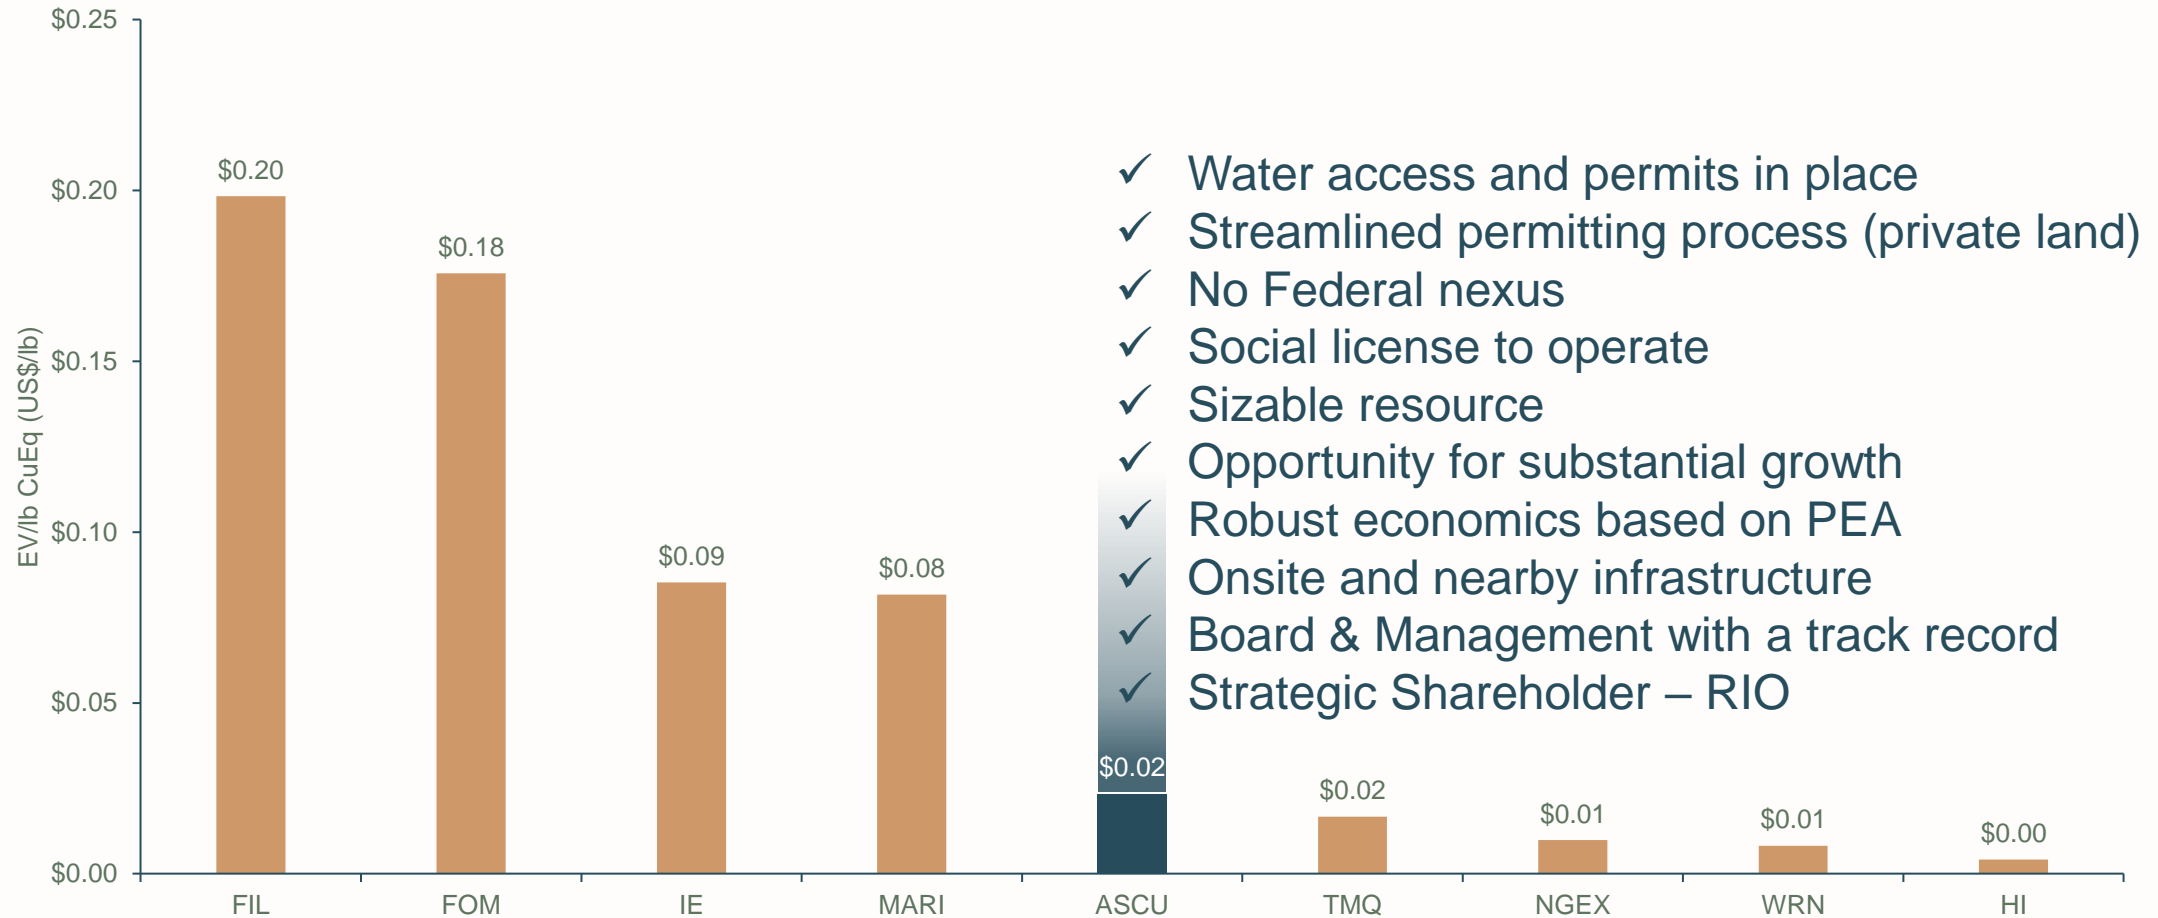 $0.25
$0.20
$0.15
$0.10
$0.05
$0.00
EV/lb CuEq (US$/lb)
$0.20
$0.18
$0.09
$0.08
$0.02
$0.02
$0.01
$0.01
$0.00
✓ Water access and permits in place
✓ Streamlined permitting process (private land)
✓ No Federal nexus
✓ Social license to operate
✓ Sizable resource
✓ Opportunity for substantial growth
✓ Robust economics based on PEA
✓ Onsite and nearby infrastructure
✓ Board & Management with a track record
✓ Strategic Shareholder – RIO
FIL
FOM
IE
MARI
ASCU
TMQ
NGEX
WRN
HI